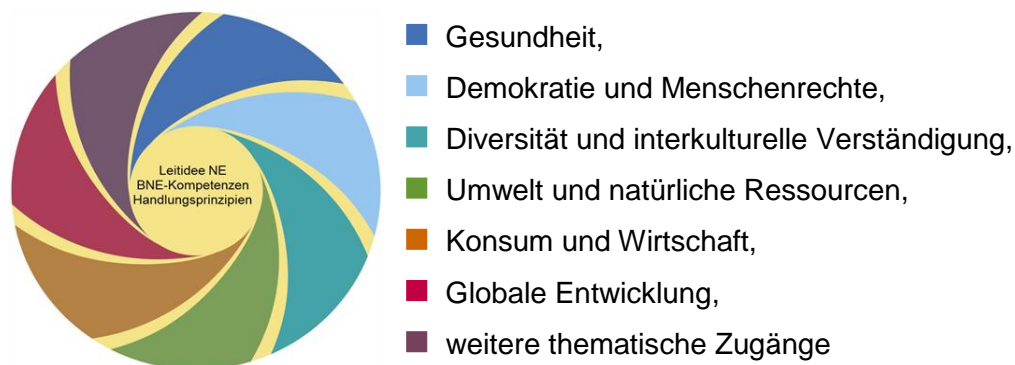 Leitidee NE
BNE-Kompetenzen
Handlungsprinzipien
Gesundheit,
Demokratie und Menschenrechte,
Diversität und interkulturelle Verständigung,
Umwelt und natürliche Ressourcen,
Konsum und Wirtschaft,
Globale Entwicklung,
weitere thematische Zugänge